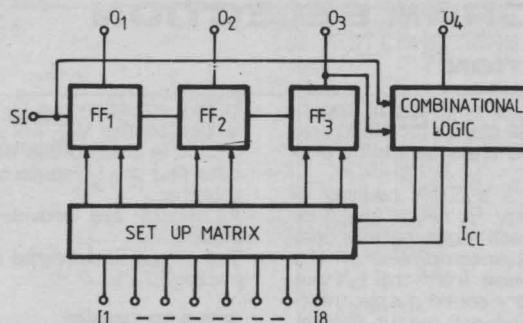 O1 O2 O3 O4
SI FF1 FF2 FF3 COMBINATIONAL
LOGIC
SET UP MATRIX ICL
I1 I8